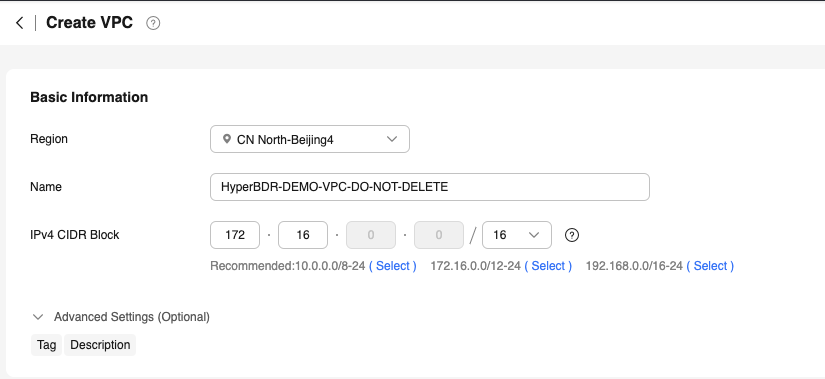 Create VPC ?
Basic Information
Region CN North-Beijing4
Name HyperBDR-DEMO-VPC-DO-NOT-DELETE
IPv4 CIDR Block 172 · 16 · 0 · 0 / 16 ?
Recommended:10.0.0.0/8-24 ( Select ) 172.16.0.0/12-24 ( Select ) 192.168.0.0/16-24 ( Select )
Advanced Settings (Optional)
Tag Description